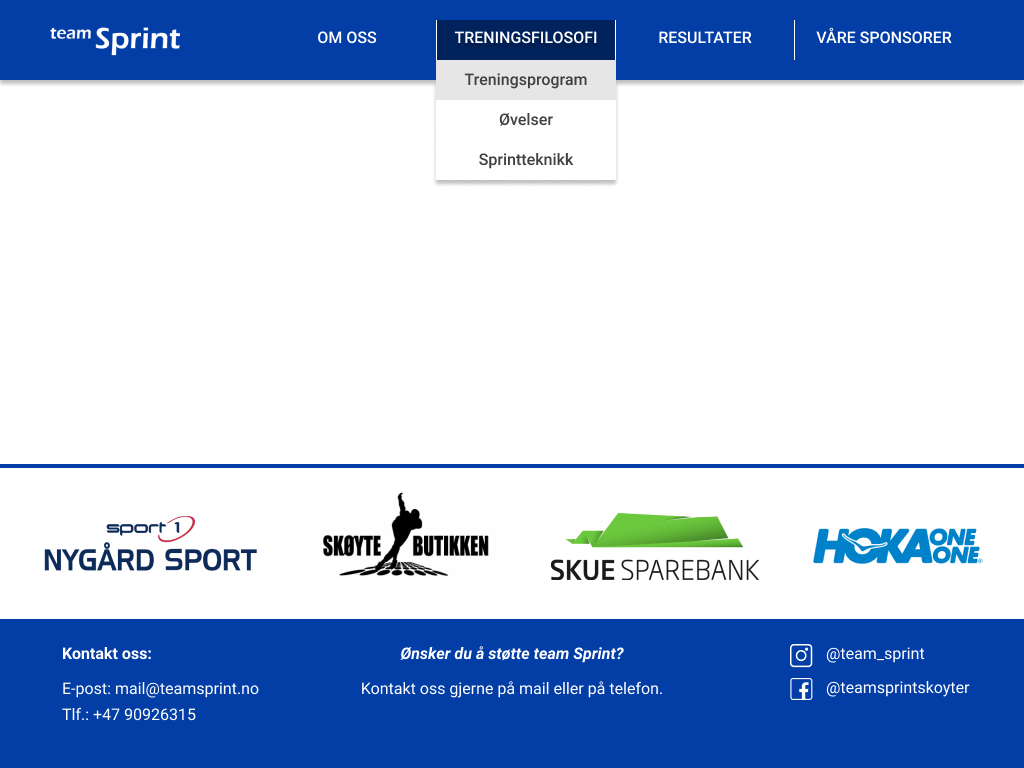 team Sprint
OM OSS
TRENINGSFILOSOFI
RESULTATER
VÅRE SPONSORER
Treningsprogram
Øvelser
Sprintteknikk
sport 1
NYGÅRD SPORT
SKØYTE BUTIKKEN
SKUE SPAREBANK
HOKA ONE ONE
Kontakt oss:
E-post: mail@teamsprint.no
Tlf.: +47 90926315
Ønsker du å støtte team Sprint?
Kontakt oss gjerne på mail eller på telefon.
@team_sprint
@teamsprintskoyter